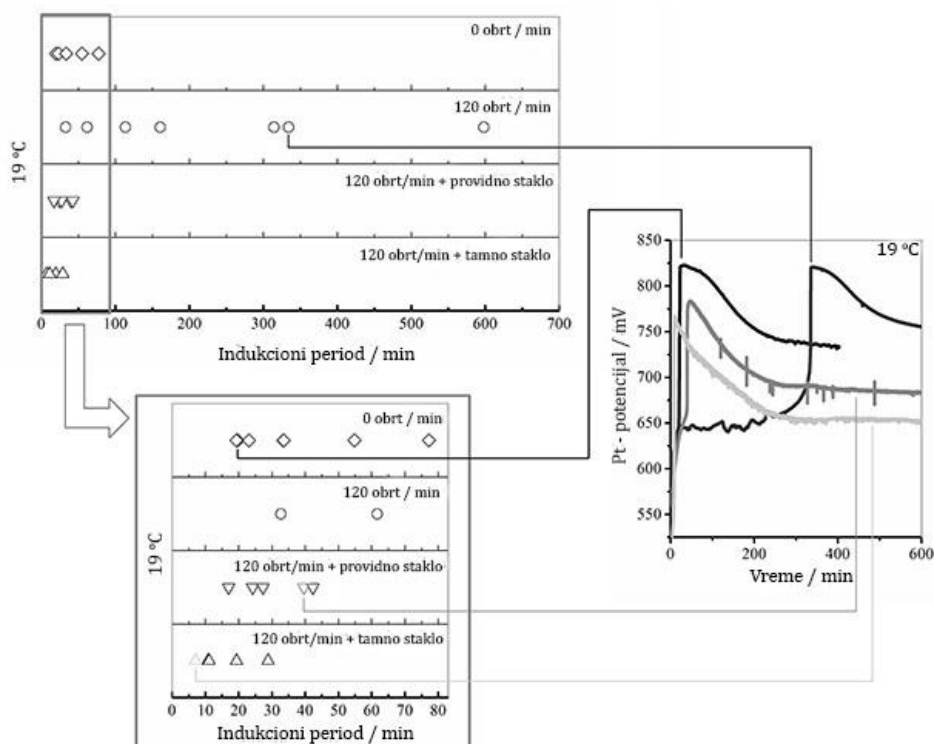 0 obrt / min
120 obrt / min
120 obrt/min + providno staklo
120 obrt/min + tamno staklo
19 °C
0 100 200 300 400 500 600 700
Indukcioni period / min
0 obrt / min
120 obrt / min
120 obrt/min + providno staklo
120 obrt/min + tamno staklo
19 °C
0 10 20 30 40 50 60 70 80
Indukcioni period / min
19 °C
850
800
750
700
650
600
550
Pt - potencijal / mV
0 200 400 600
Vreme / min